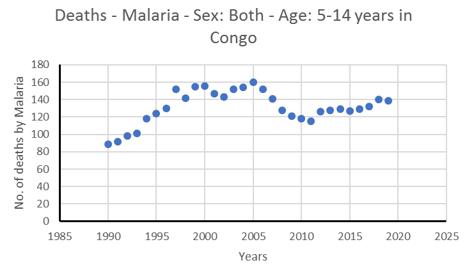 Deaths - Malaria - Sex: Both - Age: 5-14 years in
Congo
No. of deaths by Malaria
180
160
140
120
100
80
60
40
20
0
1985 1990 1995 2000 2005 2010 2015 2020 2025
Years